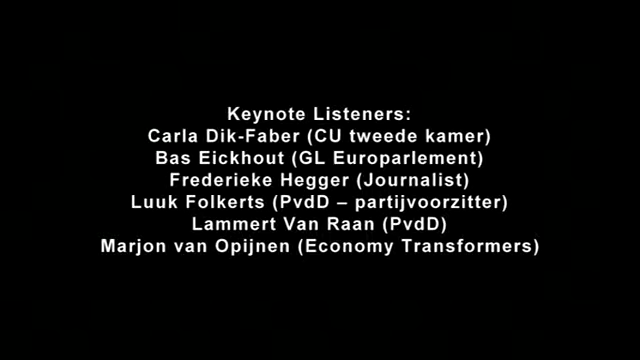 Keynote Listeners:
Carla Dik-Faber (CU tweede kamer)
Bas Eickhout (GL Europarlement)
Frederieke Hegger (Journalist)
Luuk Folkerts (PvdD – partijvoorzitter)
Lammert Van Raan (PvdD)
Marjon van Opijnen (Economy Transformers)